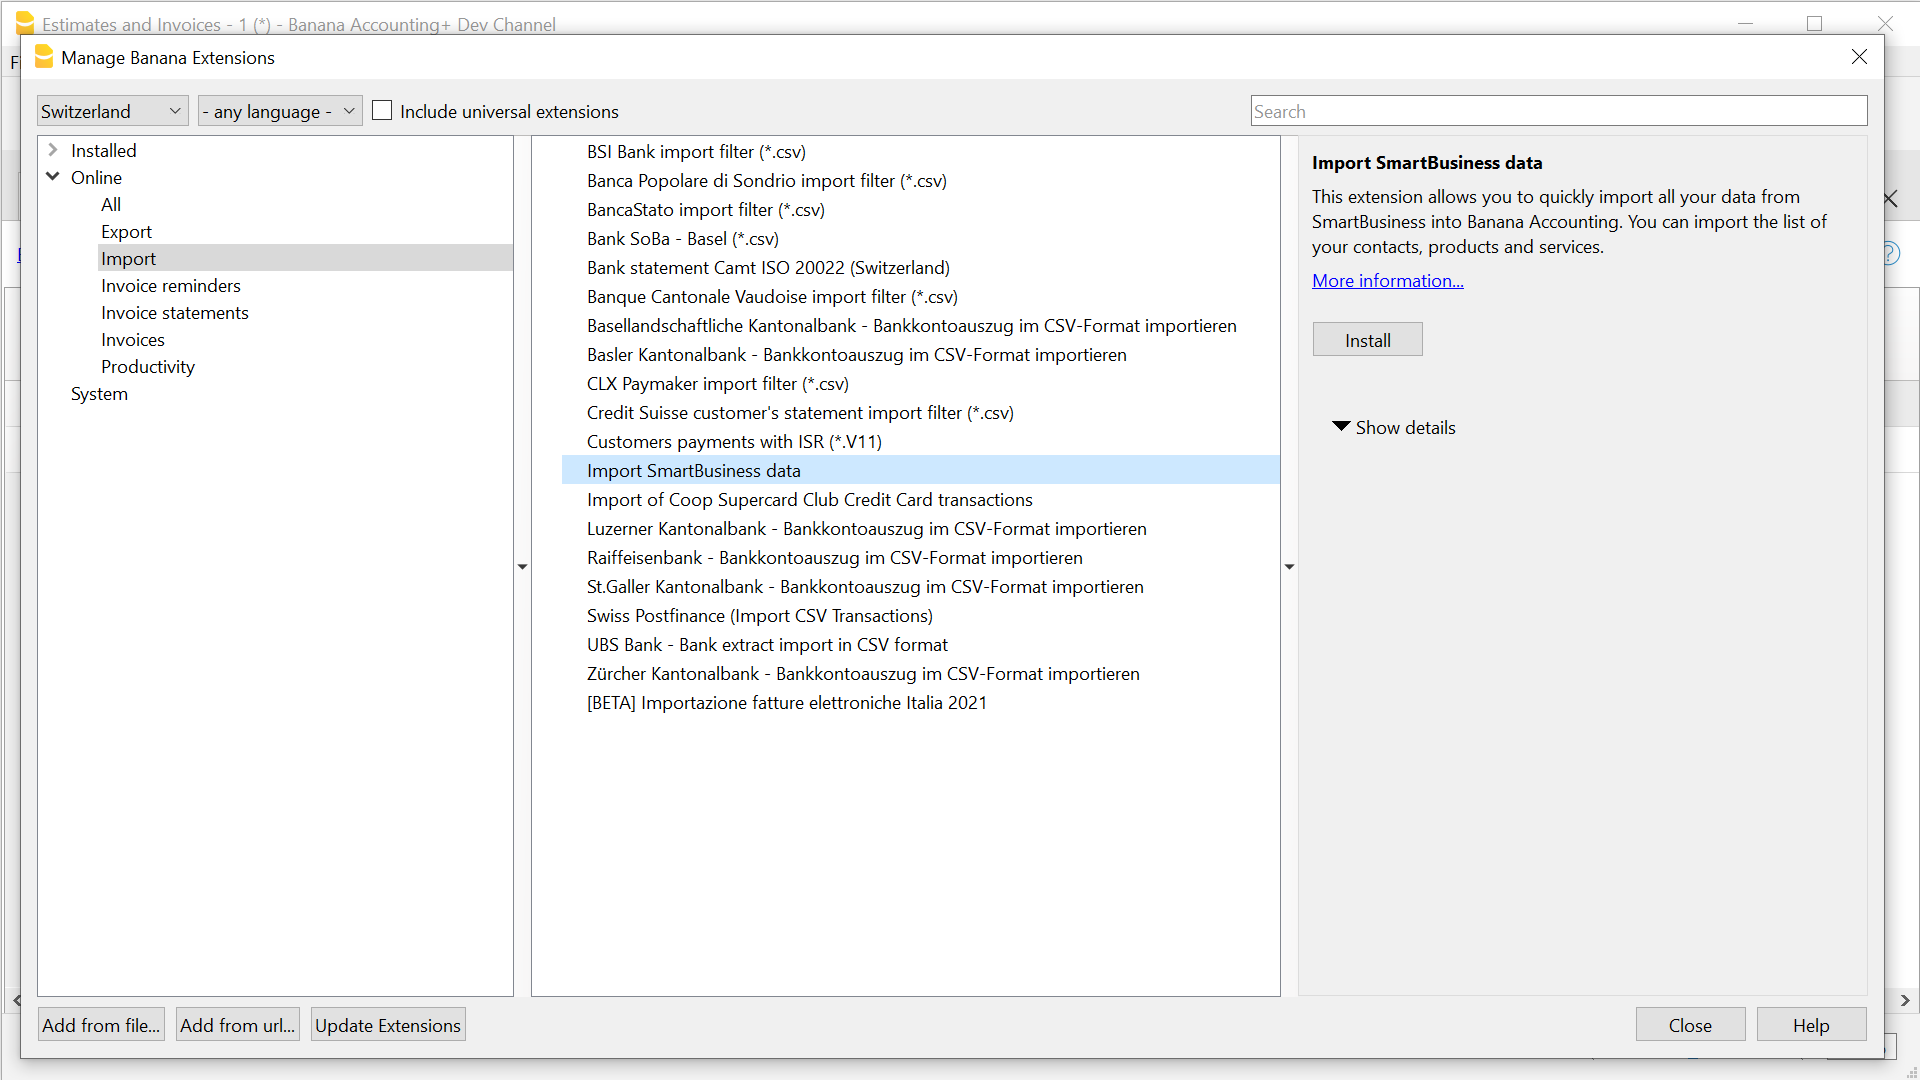 Estimates and Invoices - 1 (*) - Banana Accounting+ Dev Channel
Manage Banana Extensions
Switzerland
- any language -
Include universal extensions
Search
Installed
Online
All
Export
Import
Invoice reminders
Invoice statements
Invoices
Productivity
System
BSI Bank import filter (*.csv)
Banca Popolare di Sondrio import filter (*.csv)
BancaStato import filter (*.csv)
Bank SoBa - Basel (*.csv)
Bank statement Camt ISO 20022 (Switzerland)
Banque Cantonale Vaudoise import filter (*.csv)
Basellandschaftliche Kantonalbank - Bankkontoauszug im CSV-Format importieren
Basler Kantonalbank - Bankkontoauszug im CSV-Format importieren
CLX Paymaker import filter (*.csv)
Credit Suisse customer's statement import filter (*.csv)
Customers payments with ISR (*.V11)
Import SmartBusiness data
Import of Coop Supercard Club Credit Card transactions
Luzerner Kantonalbank - Bankkontoauszug im CSV-Format importieren
Raiffeisenbank - Bankkontoauszug im CSV-Format importieren
St.Galler Kantonalbank - Bankkontoauszug im CSV-Format importieren
Swiss Postfinance (Import CSV Transactions)
UBS Bank - Bank extract import in CSV format
Zürcher Kantonalbank - Bankkontoauszug im CSV-Format importieren
[BETA] Importazione fatture elettroniche Italia 2021
Import SmartBusiness data
This extension allows you to quickly import all your data from
SmartBusiness into Banana Accounting. You can import the list of
your contacts, products and services.
More information...
Install
Show details
Add from file...
Add from url...
Update Extensions
Close
Help